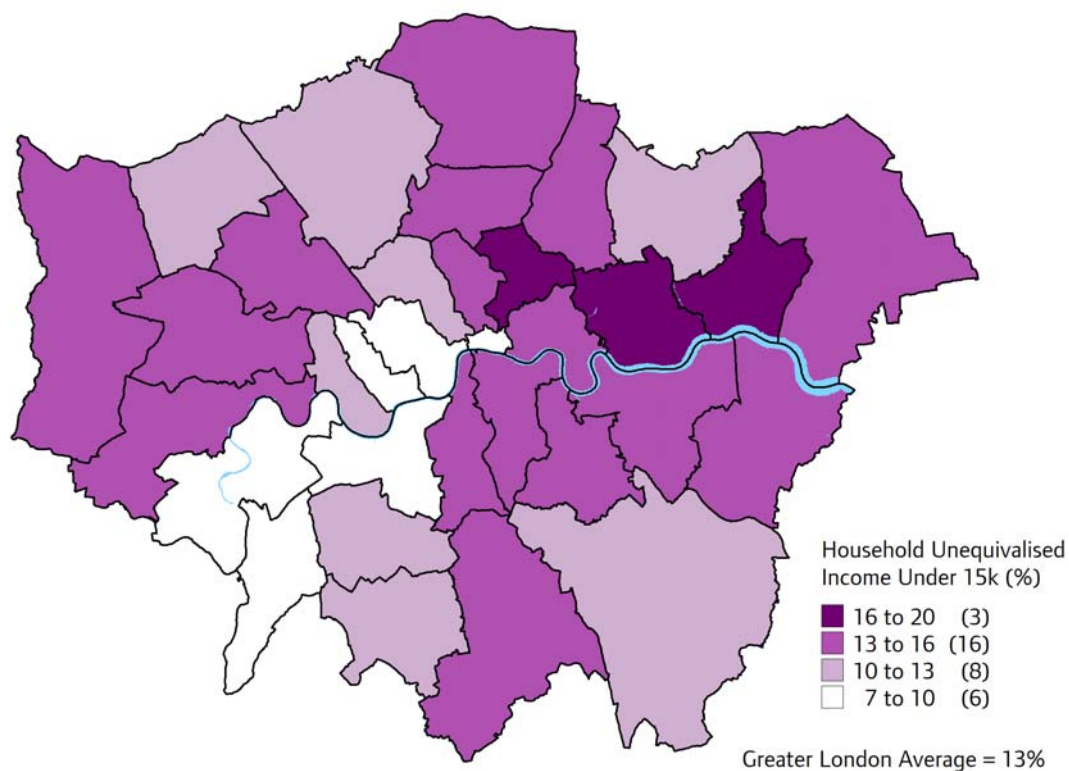 Household Unequivalised
Income Under 15k (%)
16 to 20 (3)
13 to 16 (16)
10 to 13 (8)
7 to 10 (6)
Greater London Average = 13%